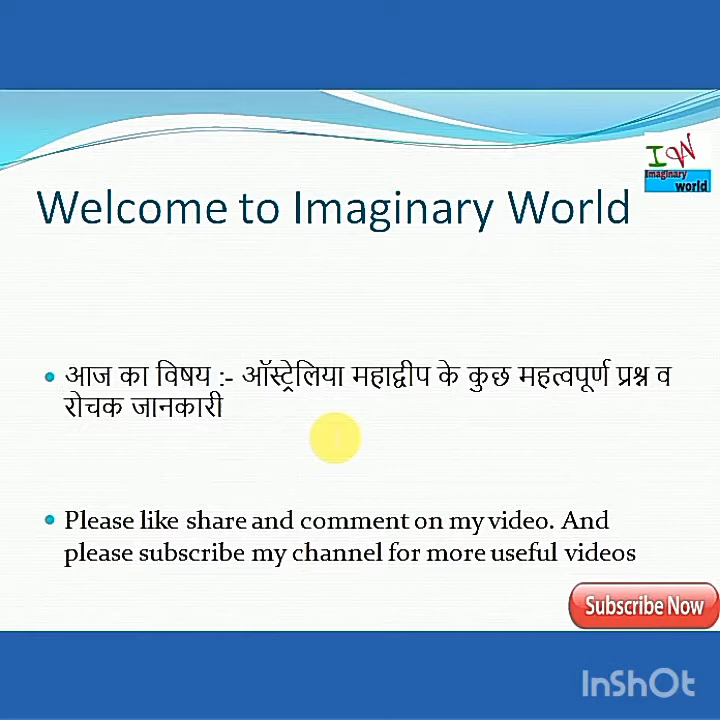 I W
Imaginary
world
Welcome to Imaginary World
आज का विषय :- ऑस्ट्रेलिया महाद्वीप के कुछ महत्वपूर्ण प्रश्न व
रोचक जानकारी
Please like share and comment on my video. And
please subscribe my channel for more useful videos
Subscribe Now
InShOt